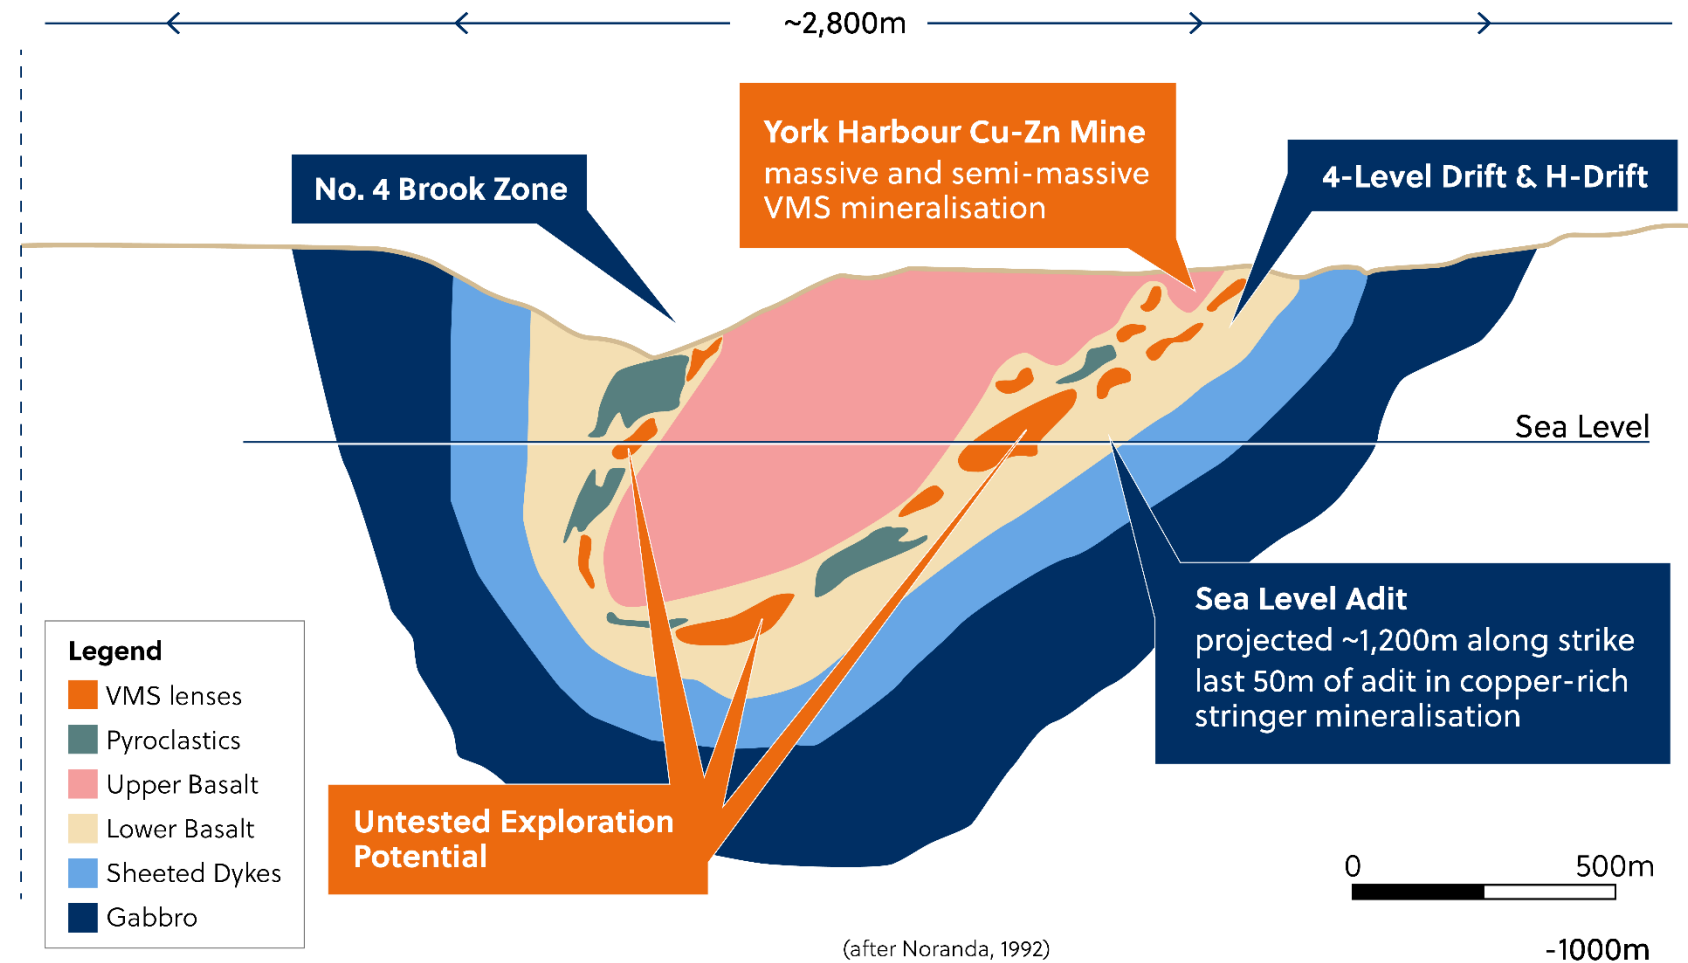 ~2,800m
York Harbour Cu-Zn Mine
massive and semi-massive
VMS mineralisation
No. 4 Brook Zone
4-Level Drift & H-Drift
Sea Level
Sea Level Adit
projected ~1,200m along strike
last 50m of adit in copper-rich
stringer mineralisation
Legend
VMS lenses
Pyroclastics
Upper Basalt
Lower Basalt
Sheeted Dykes
Gabbro
Untested Exploration
Potential
0 500m
(after Noranda, 1992)
-1000m